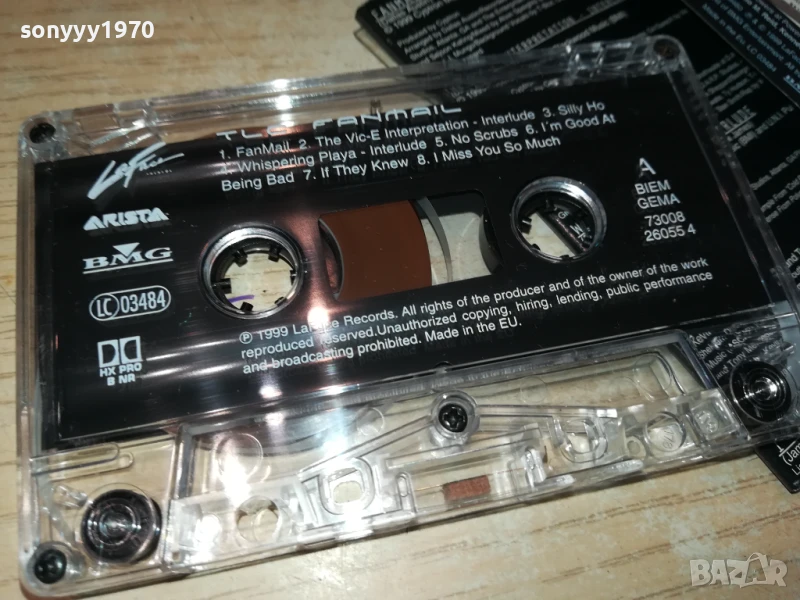 sonyyy1970
TLC FANMAIL
1. FanMail 2. The Vic-E Interpretation - Interlude 3. Silly Ho
4. Whispering Playa - Interlude 5. No Scrubs 6. I'm Good At
Being Bad 7. If They Knew 8. I Miss You So Much
LaFace
ARISTA
BMG
LC 03484
HX PRO
B NR
A
BIEM
GEMA
73008
26055 4
℗ 1999 LaFace Records. All rights of the producer and of the owner of the work
reproduced reserved. Unauthorized copying, hiring, lending, public performance
and broadcasting prohibited. Made in the EU.
BAZAR